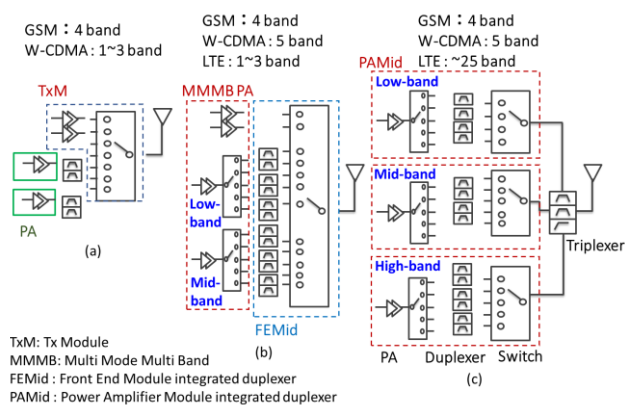 GSM：4 band
W-CDMA : 1~3 band
TxM
PA
(a)
GSM：4 band
W-CDMA : 5 band
LTE : 1~3 band
MMMB PA
Low-
band
Mid-
band
FEMid
(b)
GSM：4 band
W-CDMA : 5 band
LTE : ~25 band
PAMid
Low-band
Mid-band
High-band
Triplexer
PA
Duplexer
Switch
(c)
TxM: Tx Module
MMMB: Multi Mode Multi Band
FEMid : Front End Module integrated duplexer
PAMid : Power Amplifier Module integrated duplexer